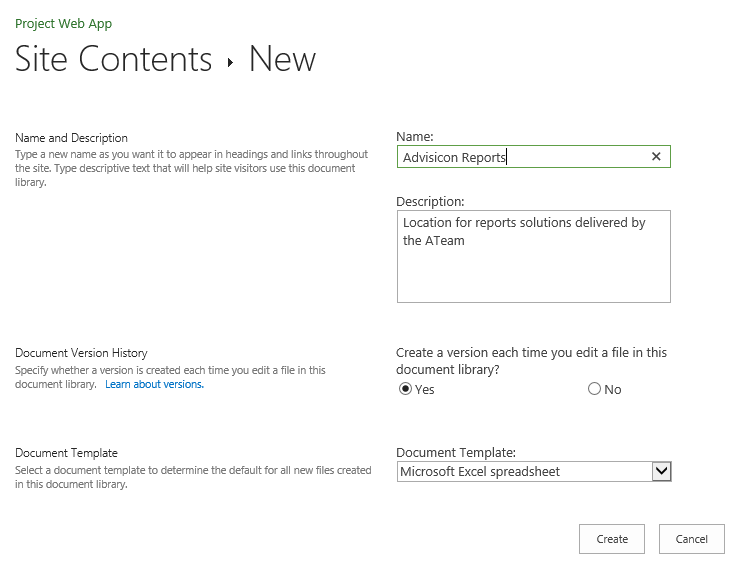 Project Web App
Site Contents ▸ New
Name and Description
Type a new name as you want it to appear in headings and links throughout
the site. Type descriptive text that will help site visitors use this document
library.
Name:
Advisicon Reports
Description:
Location for reports solutions delivered by
the ATeam
Document Version History
Specify whether a version is created each time you edit a file in this
document library. Learn about versions.
Create a version each time you edit a file in this
document library?
Yes
No
Document Template
Select a document template to determine the default for all new files created
in this document library.
Document Template:
Microsoft Excel spreadsheet
Create
Cancel